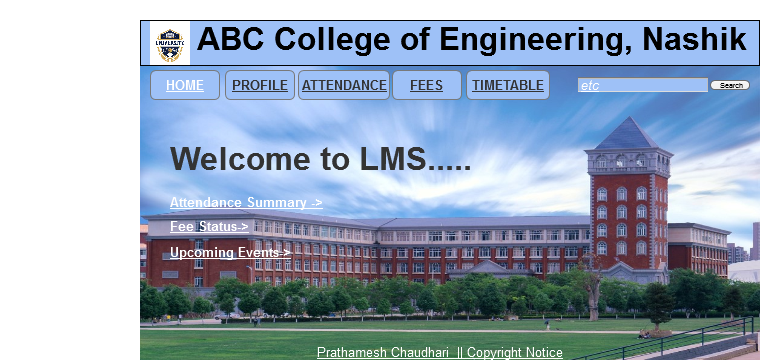 UNIVERSITY
ABC College of Engineering, Nashik
HOME PROFILE ATTENDANCE FEES TIMETABLE etc Search
Welcome to LMS.....
Attendance Summary ->
Fee Status->
Upcoming Events->
Prathamesh Chaudhari || Copyright Notice